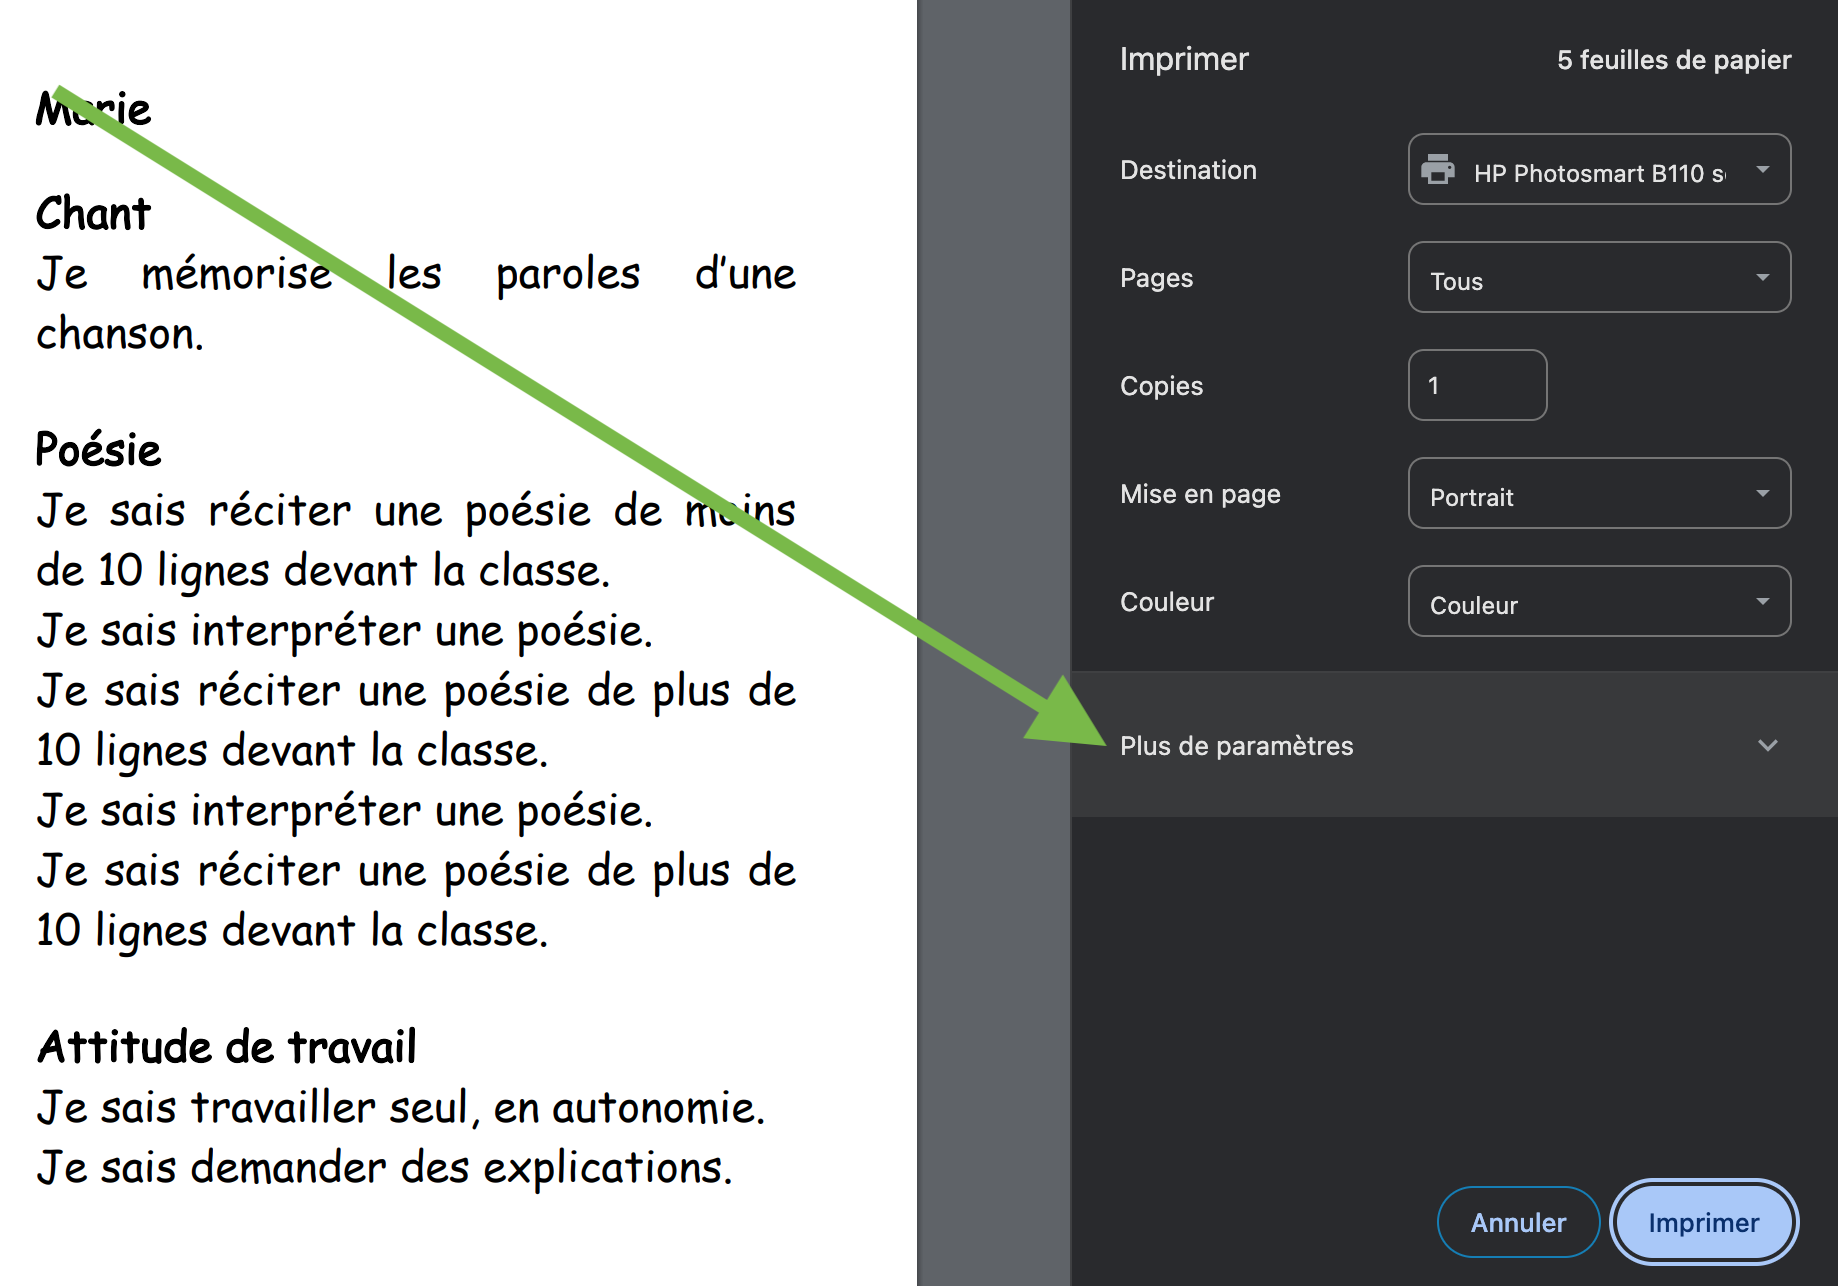 Marie
Chant
Je mémorise les paroles d’une
chanson.
Poésie
Je sais réciter une poésie de moins
de 10 lignes devant la classe.
Je sais interpréter une poésie.
Je sais réciter une poésie de plus de
10 lignes devant la classe.
Je sais interpréter une poésie.
Je sais réciter une poésie de plus de
10 lignes devant la classe.
Attitude de travail
Je sais travailler seul, en autonomie.
Je sais demander des explications.
Imprimer
5 feuilles de papier
Destination
HP Photosmart B110
Pages
Tous
Copies
1
Mise en page
Portrait
Couleur
Couleur
Plus de paramètres
Annuler
Imprimer